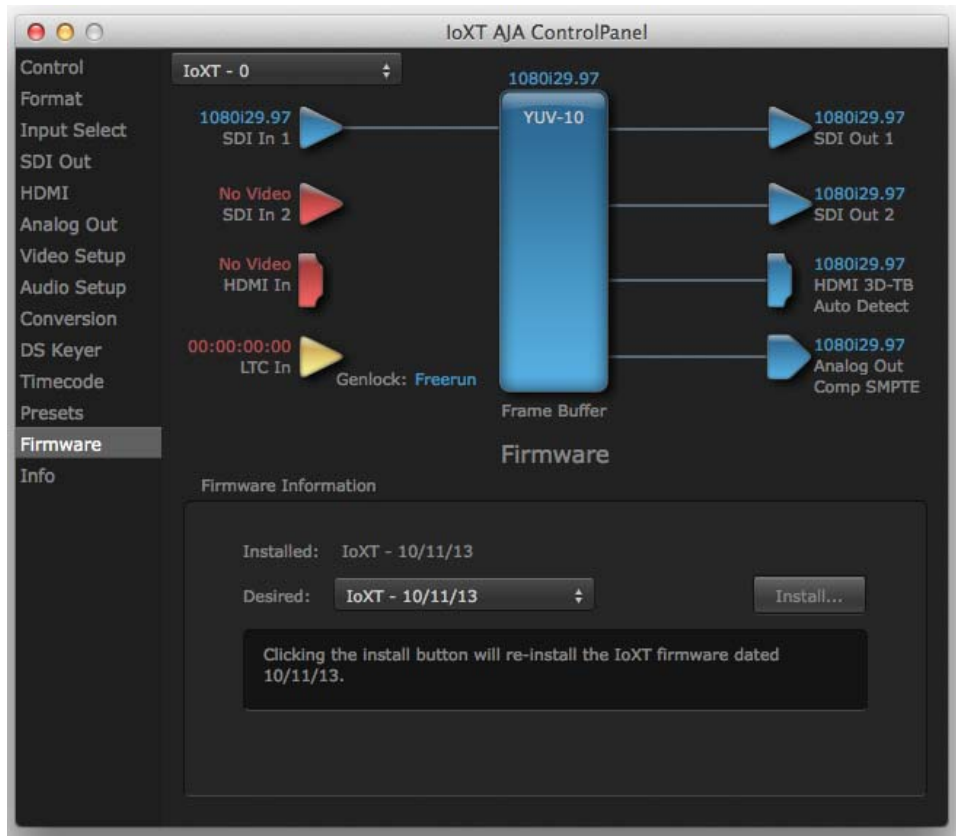 IoXT AJA ControlPanel
Control
Format
Input Select
SDI Out
HDMI
Analog Out
Video Setup
Audio Setup
Conversion
DS Keyer
Timecode
Presets
Firmware
Info
IoXT - 0
1080i29.97
YUV-10
1080i29.97
SDI In 1
No Video
SDI In 2
No Video
HDMI In
00:00:00:00
LTC In
Genlock: Freerun
Frame Buffer
1080i29.97
SDI Out 1
1080i29.97
SDI Out 2
1080i29.97
HDMI 3D-TB
Auto Detect
1080i29.97
Analog Out
Comp SMPTE
Firmware
Firmware Information
Installed: IoXT - 10/11/13
Desired: IoXT - 10/11/13
Install...
Clicking the install button will re-install the IoXT firmware dated
10/11/13.